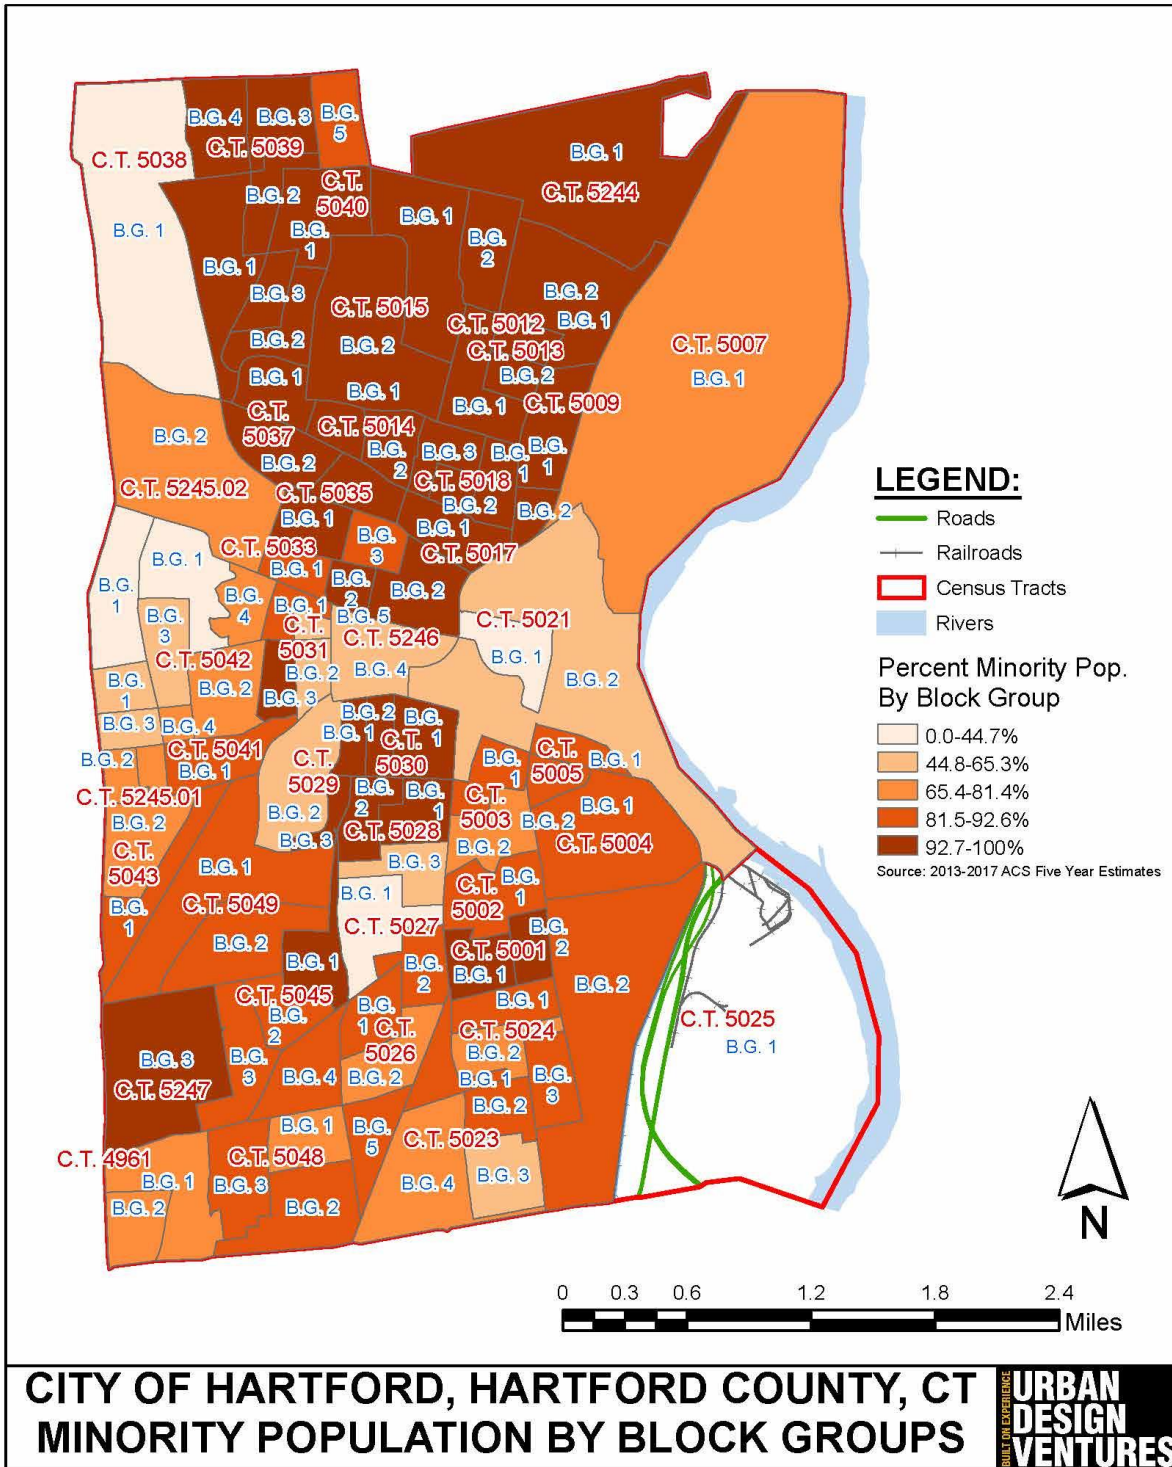 B.G. 4
B.G. 3
B.G.
5
C.T. 5039
C.T. 5038
B.G. 1
C.T. 5244
B.G. 2
C.T.
5040
B.G. 1
B.G. 1
B.G.
1
B.G.
2
B.G. 1
B.G. 3
B.G. 2
C.T. 5015
C.T. 5012
B.G. 1
C.T. 5007
B.G. 2
B.G. 2
C.T. 5013
B.G. 1
B.G. 1
B.G. 2
B.G. 1
B.G. 1
C.T. 5009
C.T.
5037
C.T. 5014
B.G. 2
B.G. 2
B.G.
2
B.G. 3
B.G.
1
B.G.
1
C.T. 5245.02
C.T. 5035
C.T. 5018
B.G. 2
B.G. 2
B.G. 1
B.G. 1
B.G.
3
C.T. 5033
C.T. 5017
B.G. 1
B.G. 1
B.G.
1
B.G.
2
B.G. 2
B.G.
4
B.G. 1
B.G.
3
B.G. 5
C.T.
5031
C.T. 5246
C.T. 5021
C.T. 5042
B.G. 1
B.G. 2
B.G. 4
B.G. 2
B.G.
1
B.G. 2
B.G. 3
B.G. 3
B.G. 4
B.G. 2
B.G.
1
B.G. 1
C.T. 5041
C.T.
5030
B.G. 2
B.G. 1
C.T.
5029
B.G.
1
C.T.
5005
B.G. 1
C.T. 5245.01
B.G.
2
B.G.
1
C.T.
5003
B.G. 1
B.G. 2
B.G. 2
B.G. 2
C.T. 5028
B.G. 3
C.T. 5004
C.T.
5043
B.G. 1
B.G. 3
B.G. 2
B.G. 1
C.T.
5002
B.G.
1
B.G.
1
C.T. 5049
C.T. 5027
B.G. 2
B.G. 1
C.T. 5001
B.G.
2
B.G.
2
B.G. 1
B.G. 2
C.T. 5045
B.G.
2
B.G.
1
C.T.
5026
B.G. 1
C.T. 5024
C.T. 5025
B.G. 1
B.G. 3
B.G.
3
B.G. 2
C.T. 5247
B.G. 4
B.G. 2
B.G. 1
B.G.
3
B.G. 2
B.G. 1
B.G.
5
C.T. 5023
C.T. 4961
C.T. 5048
B.G. 1
B.G. 3
B.G. 4
B.G. 3
B.G. 2
B.G. 2
LEGEND:
Roads
Railroads
Census Tracts
Rivers
Percent Minority Pop.
By Block Group
0.0-44.7%
44.8-65.3%
65.4-81.4%
81.5-92.6%
92.7-100%
Source: 2013-2017 ACS Five Year Estimates
N
0 0.3 0.6 1.2 1.8 2.4
Miles
CITY OF HARTFORD, HARTFORD COUNTY, CT
MINORITY POPULATION BY BLOCK GROUPS
BUILT ON EXPERIENCE
URBAN
DESIGN
VENTURES